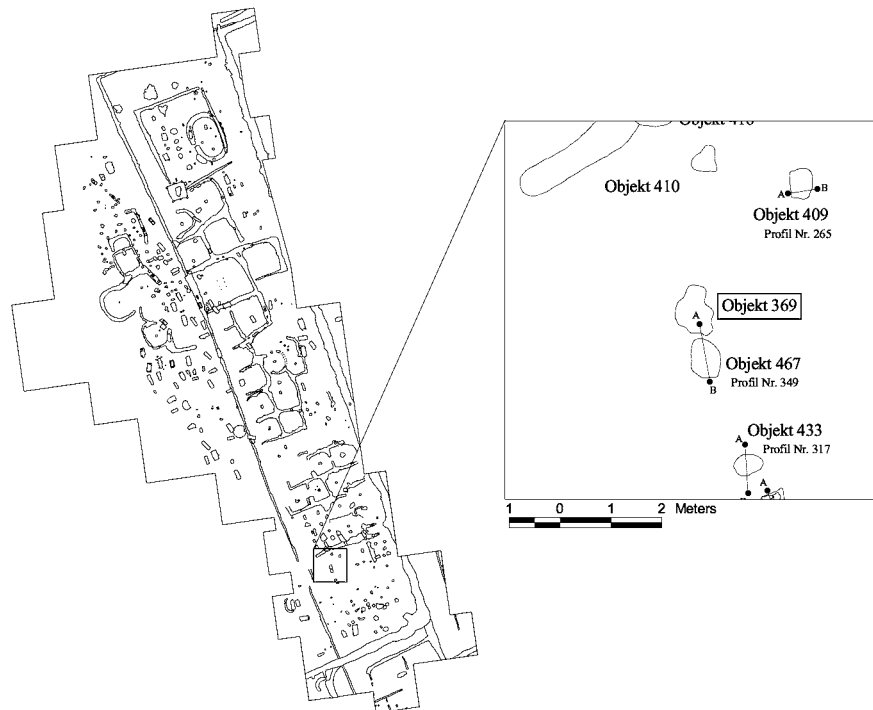 Objekt 410
A B
Objekt 409
Profil Nr. 265
Objekt 369
A
Objekt 467
Profil Nr. 349
B
Objekt 433
A
Profil Nr. 317
A
1 0 1 2 Meters